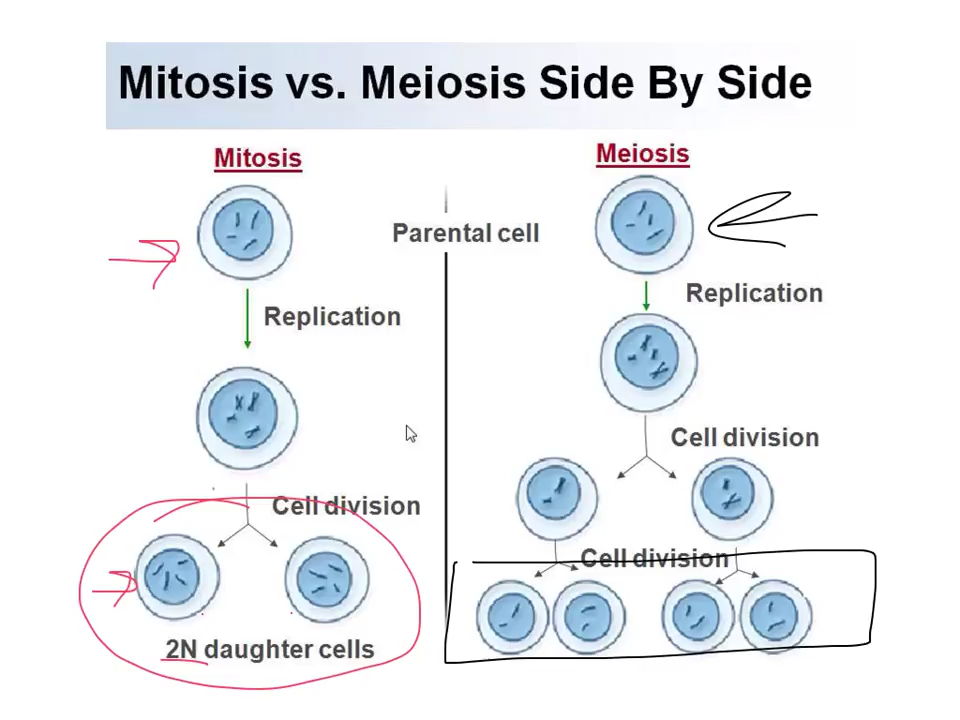 Mitosis vs. Meiosis Side By Side
Mitosis
Meiosis
Parental cell
Replication
Replication
Cell division
Cell division
Cell division
2N daughter cells